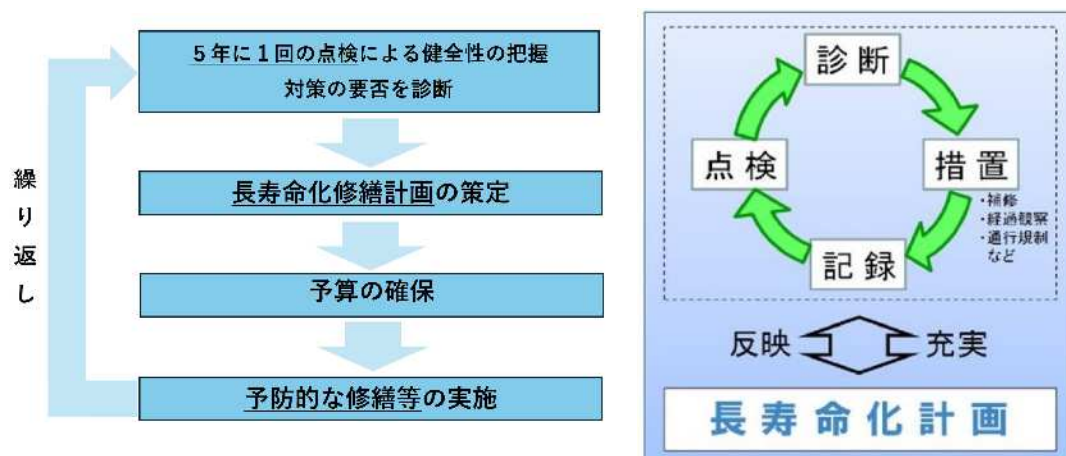 5年に1回の点検による健全性の把握
対策の要否を診断
長寿命化修繕計画の策定
予算の確保
予防的な修繕等の実施
繰り返し
診断
措置
・補修
・経過観察
・通行規制
など
記録
点検
反映
充実
長寿命化計画